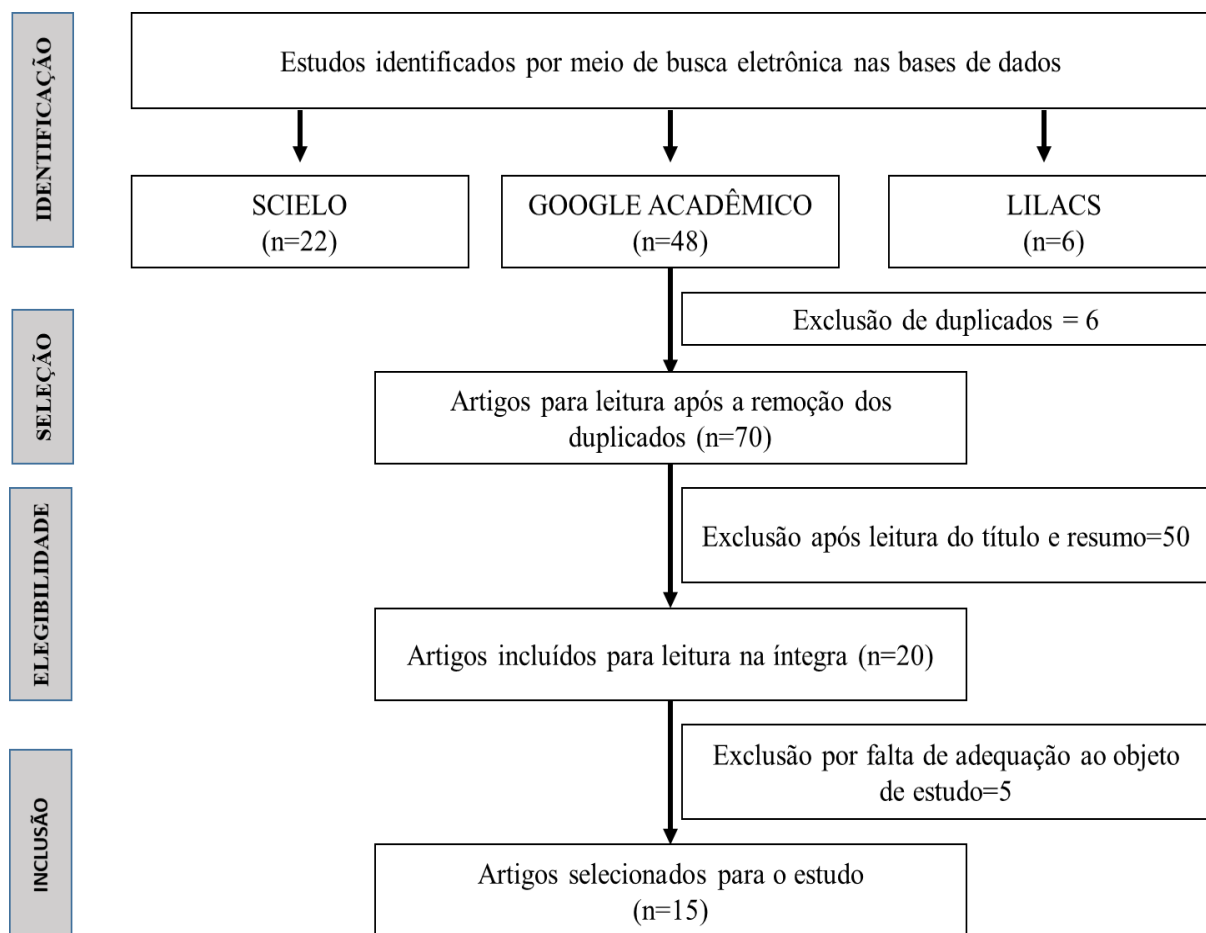 IDENTIFICAÇÃO
Estudos identificados por meio de busca eletrônica nas bases de dados
SCIELO
(n=22)
GOOGLE ACADÊMICO
(n=48)
LILACS
(n=6)
Exclusão de duplicados = 6
SELEÇÃO
Artigos para leitura após a remoção dos
duplicados (n=70)
ELEGIBILIDADE
Exclusão após leitura do título e resumo=50
Artigos incluídos para leitura na íntegra (n=20)
Exclusão por falta de adequação ao objeto
de estudo=5
INCLUSÃO
Artigos selecionados para o estudo
(n=15)